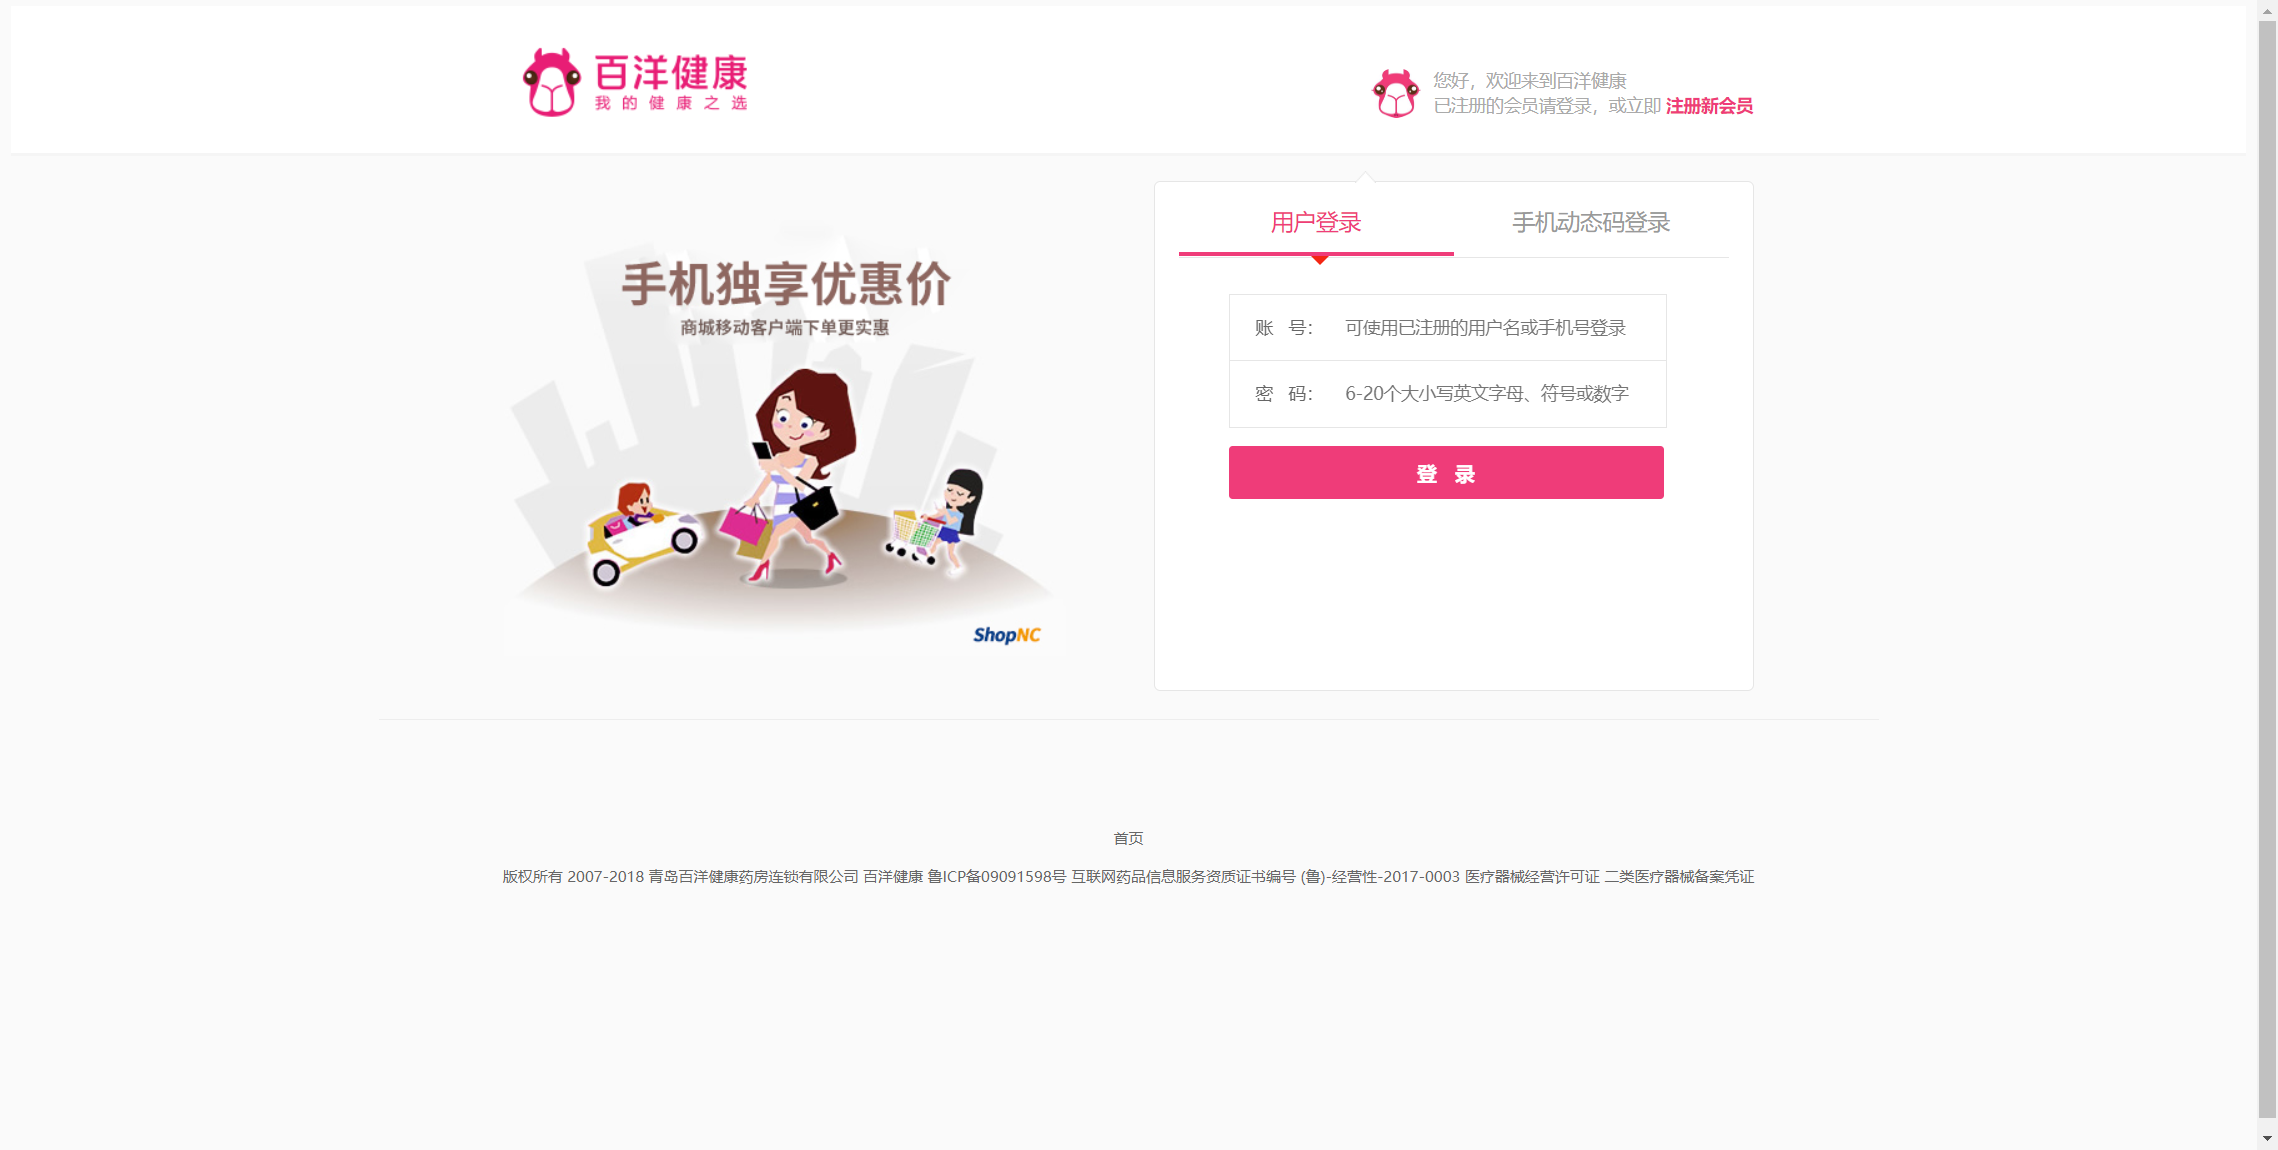 百洋健康
我的健康之选
您好，欢迎来到百洋健康
已注册的会员请登录，或立即 注册新会员
用户登录
手机动态码登录
手机独享优惠价
商城移动客户端下单更实惠
账 号： 可使用已注册的用户名或手机号登录
密 码： 6-20个大小写英文字母、符号或数字
登 录
ShopNC
首页
版权所有 2007-2018 青岛百洋健康药房连锁有限公司 百洋健康 鲁ICP备09091598号 互联网药品信息服务资质证书编号 (鲁)-经营性-2017-0003 医疗器械经营许可证 二类医疗器械备案凭证